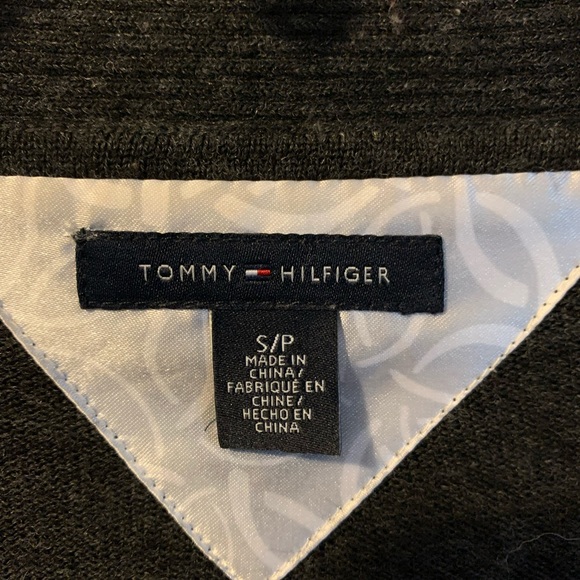 TOMMY HILFIGER
S/P
MADE IN
CHINA/
FABRIQUÉ EN
CHINE/
HECHO EN
CHINA